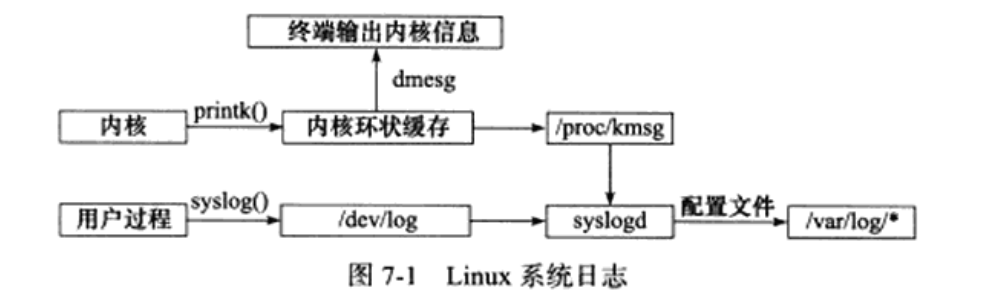 终端输出内核信息
dmesg
内核
printk()
内核环状缓存
/proc/kmsg
用户过程
syslog()
/dev/log
syslogd
配置文件
/var/log/*
图 7-1 Linux 系统日志